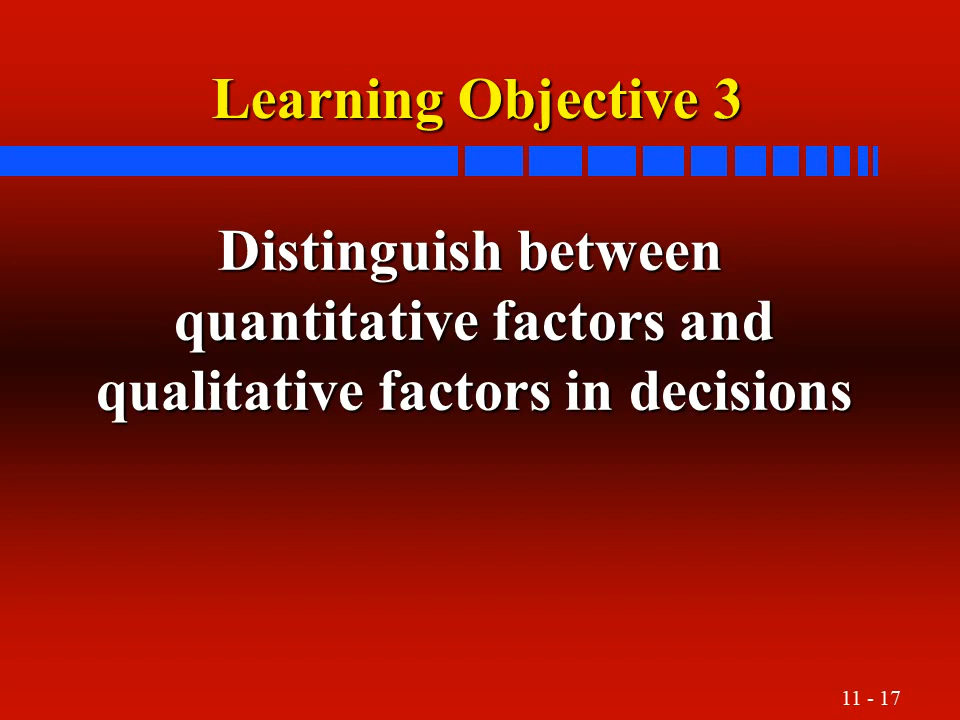 Learning Objective 3
Distinguish between
quantitative factors and
qualitative factors in decisions
11 - 17